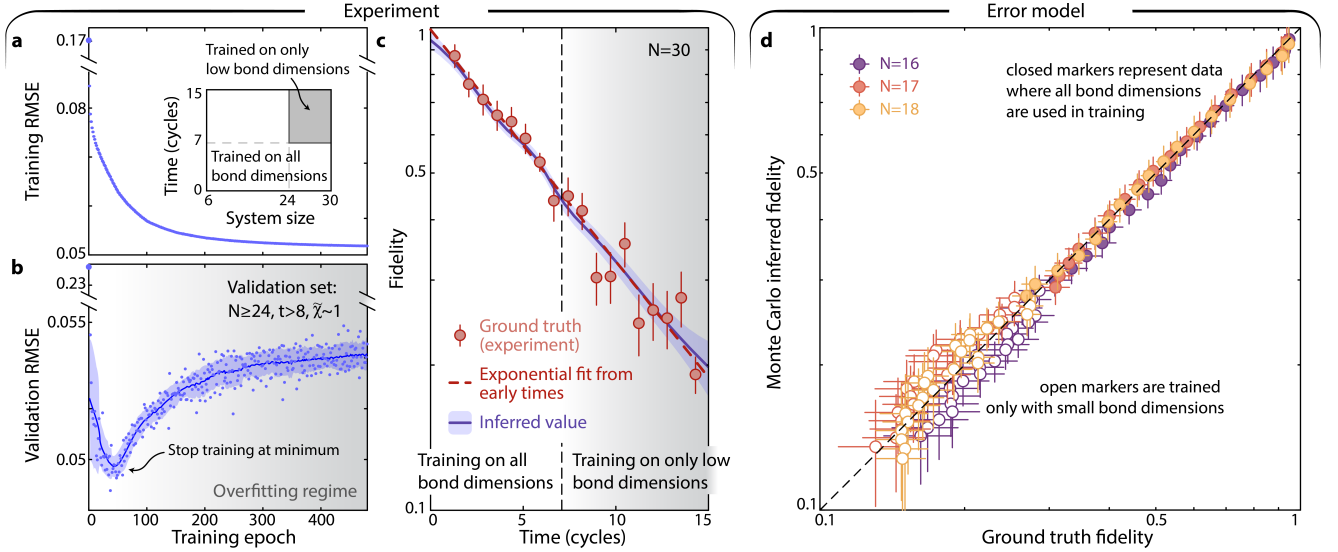 Experiment
Error model
a
0.17
0.08
0.05
Training RMSE
Trained on only
low bond dimensions
15
7
0
Time (cycles)
Trained on all
bond dimensions
6
24
30
System size
b
0.23
0.055
0.05
Validation RMSE
Validation set:
N≥24, t>8, χ̃~1
Stop training at minimum
Overfitting regime
0
100
200
300
400
Training epoch
c
1
0.5
0.1
Fidelity
N=30
Ground truth
(experiment)
Exponential fit from
early times
Inferred value
Training on all
bond dimensions
Training on only low
bond dimensions
0
5
10
15
Time (cycles)
d
1
0.5
0.1
Monte Carlo inferred fidelity
N=16
N=17
N=18
closed markers represent data
where all bond dimensions
are used in training
open markers are trained
only with small bond dimensions
0.1
0.5
1
Ground truth fidelity